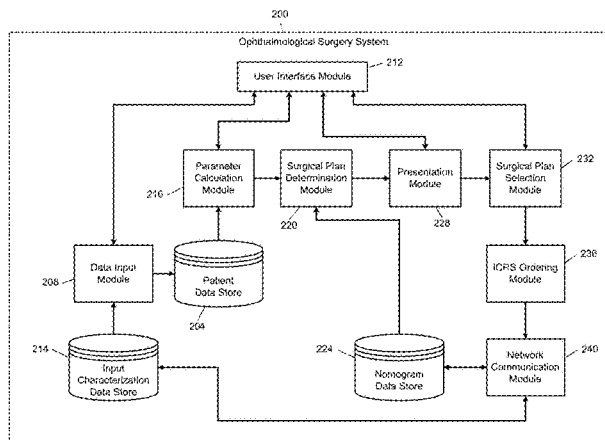 200
Ophthalmological Surgery System
212
User Interface Module
Parameter
Calculation
Module
216
Surgical Plan
Determination
Module
220
Presentation
Module
228
Surgical Plan
Selection
Module
232
Data Input
Module
208
Patient
Data Store
204
ICRS Ordering
Module
236
214
Input
Characterization
Data Store
224
Nomogram
Data Store
Network
Communication
Module
240